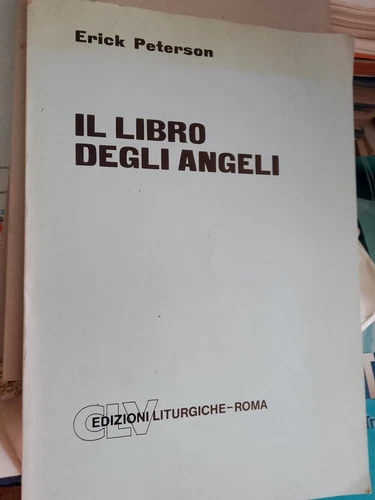 Erick Peterson
IL LIBRO
DEGLI ANGELI
CLV EDIZIONI LITURGICHE–ROMA